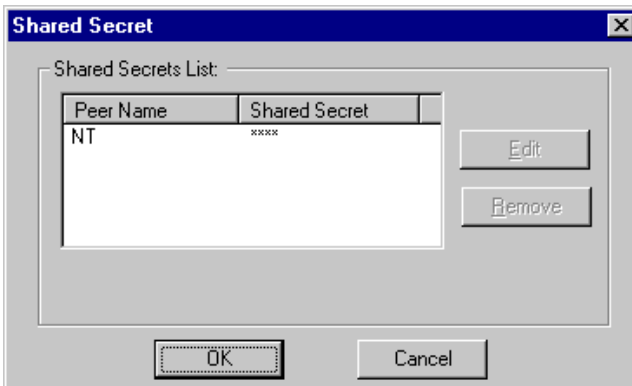 Shared Secret
Shared Secrets List:
Peer Name Shared Secret
NT ****
Edit
Remove
OK Cancel